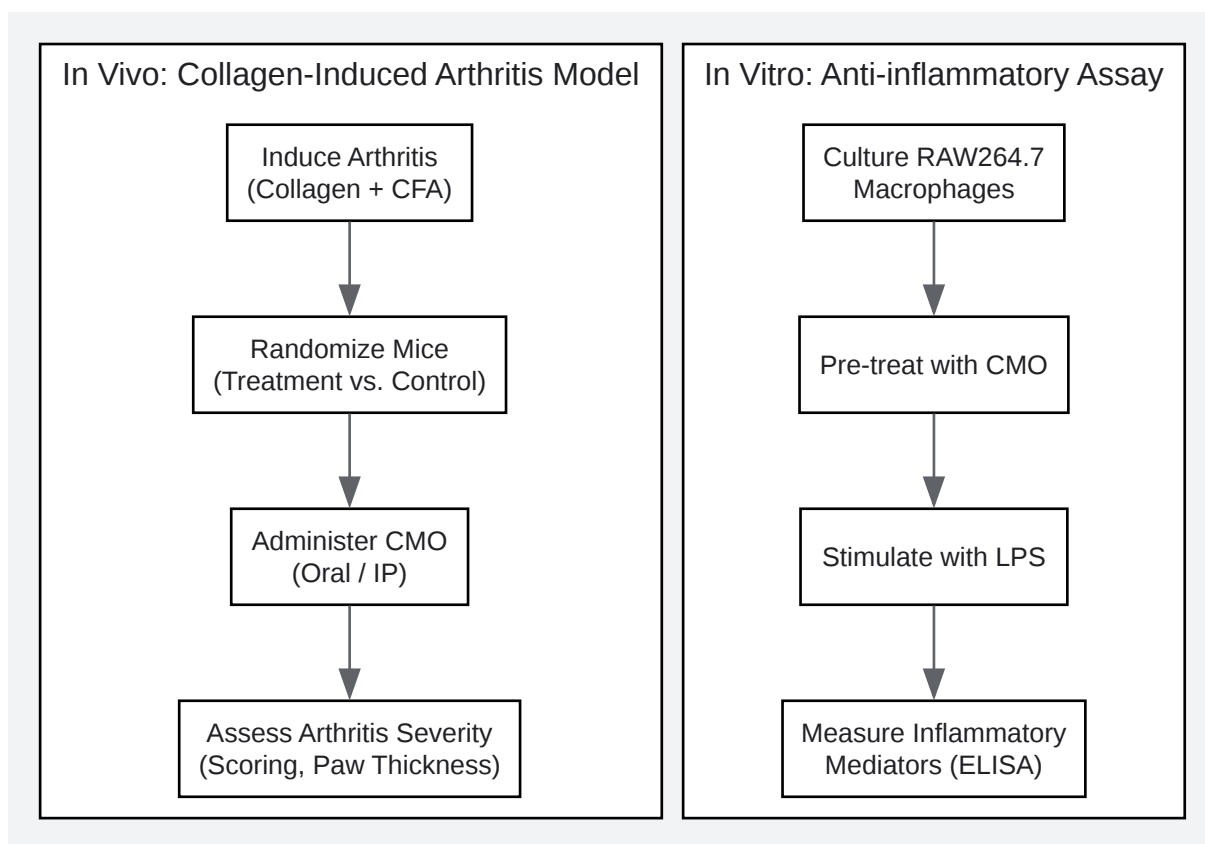 In Vivo: Collagen-Induced Arthritis Model
Induce Arthritis
(Collagen + CFA)
Randomize Mice
(Treatment vs. Control)
Administer CMO
(Oral / IP)
Assess Arthritis Severity
(Scoring, Paw Thickness)
In Vitro: Anti-inflammatory Assay
Culture RAW264.7
Macrophages
Pre-treat with CMO
Stimulate with LPS
Measure Inflammatory
Mediators (ELISA)